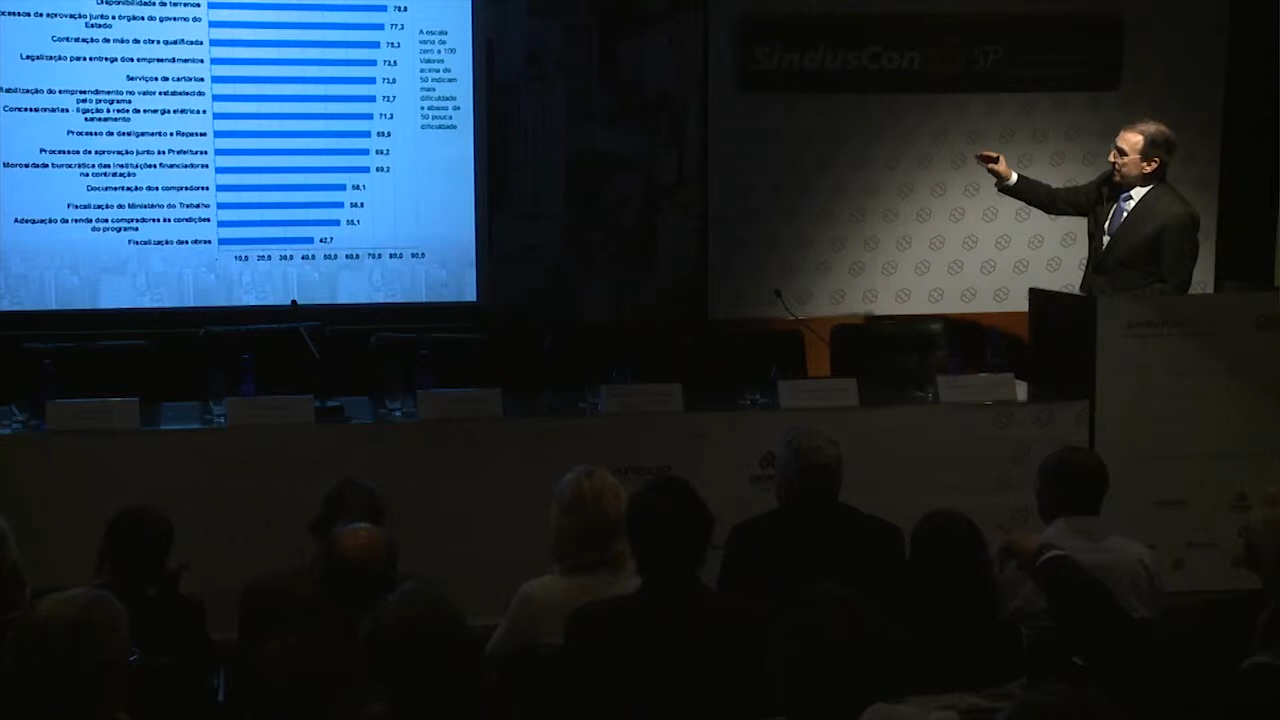 Disponibilidade de terrenos 78,8
cessos de aprovação junto a órgãos do governo do
Estado 77,3
Contratação de mão de obra qualificada 75,3
Legalização para entrega dos empreendimentos 73,5
Serviços de cartórios 73,0
iabilização do empreendimento no valor estabelecido
pelo programa 72,7
Concessionárias - ligação à rede da energia elétrica e
saneamento 71,3
Processo de desligamento e Repasse 69,9
Processos de aprovação junto às Prefeituras 69,2
Morosidade burocrática das Instituições financiadoras
na contratação 69,2
Documentação dos compradores 58,1
Fiscalização do Ministério do Trabalho 56,8
Adequação da renda dos compradores às condições
do programa 55,1
Fiscalização das obras 42,7
10,0 20,0 30,0 40,0 50,0 60,0 70,0 80,0 90,0
A escala
varia de
zero a 100
Valores
acima de
50 indicam
mais
dificuldade
e abaixo de
50 pouca
dificuldade
SindusCon SP